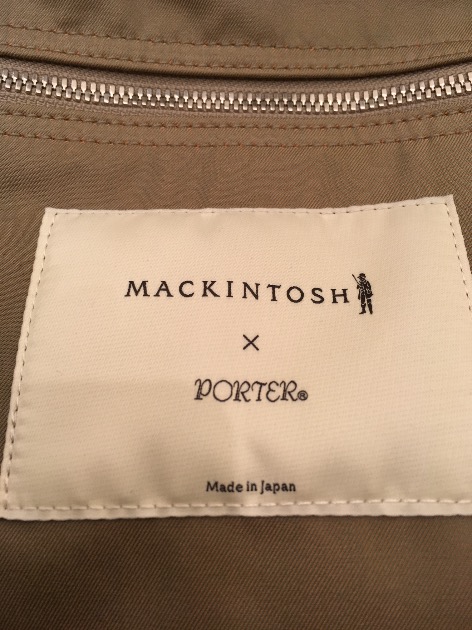 MACKINTOSH
×
PORTER®
Made in Japan